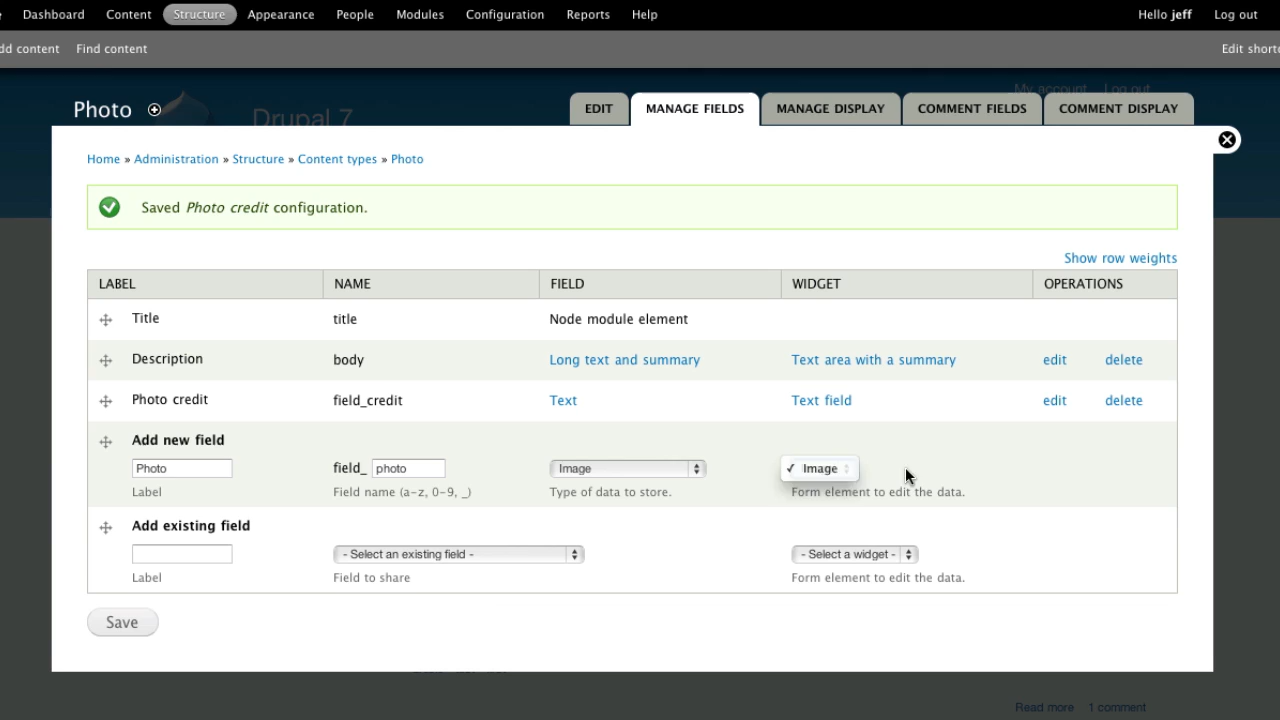 Dashboard Content Structure Appearance People Modules Configuration Reports Help Hello jeff Log out
dd content Find content Edit shortc
My account Log out
Photo Drupal 7 EDIT MANAGE FIELDS MANAGE DISPLAY COMMENT FIELDS COMMENT DISPLAY
Home » Administration » Structure » Content types » Photo
Saved Photo credit configuration.
Show row weights
LABEL NAME FIELD WIDGET OPERATIONS
Title title Node module element
Description body Long text and summary Text area with a summary edit delete
Photo credit field_credit Text Text field edit delete
Add new field
Photo field_ photo Image ✓ Image
Label Field name (a-z, 0-9, _) Type of data to store. Form element to edit the data.
Add existing field
- Select an existing field - - Select a widget -
Label Field to share Form element to edit the data.
Save
Read more 1 comment